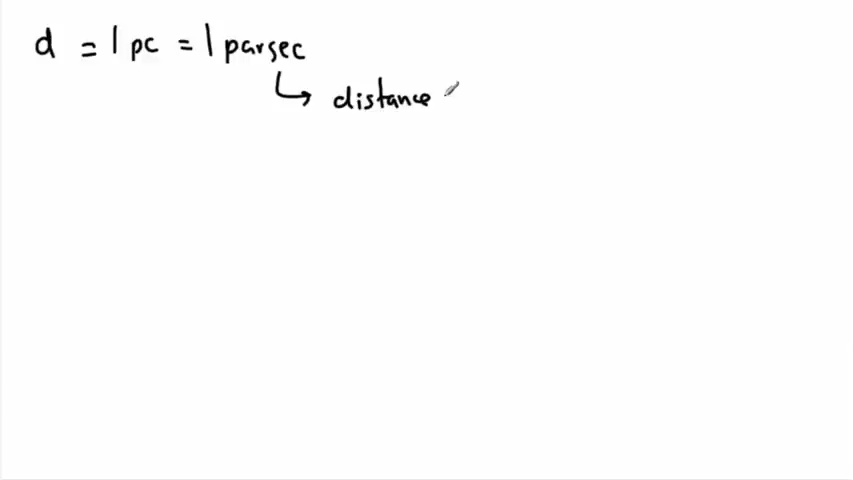 d = 1 pc = 1 parsec
↳ distance